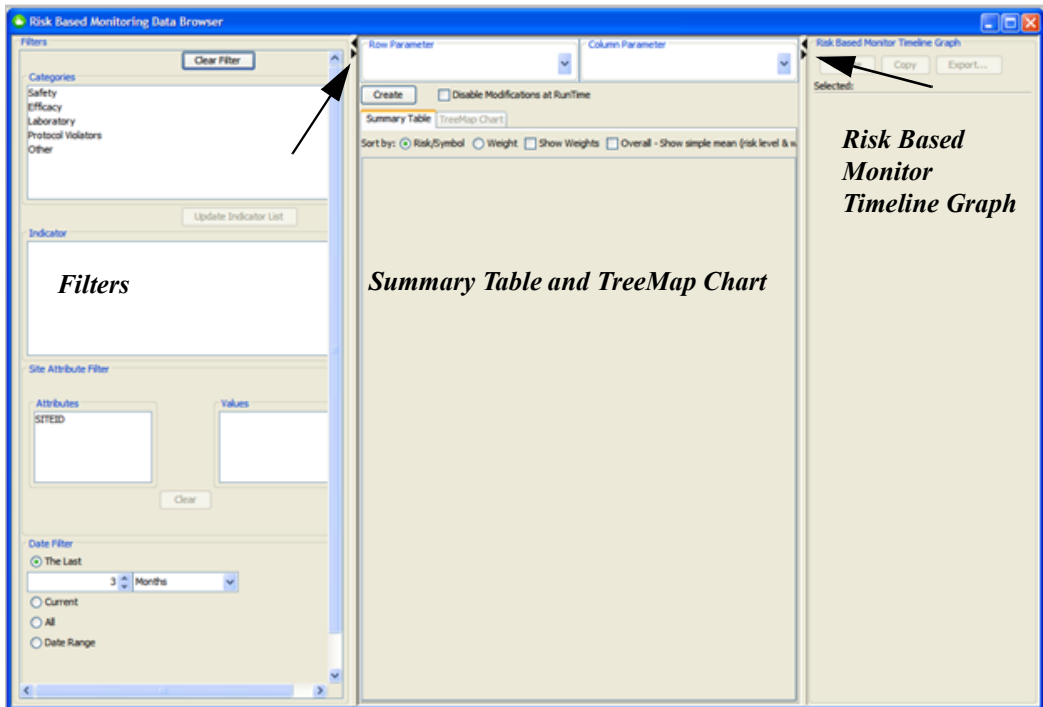 Risk Based Monitoring Data Browser
Filters
Clear Filter
Categories
Safety
Efficacy
Laboratory
Protocol Violators
Other
Update Indicator List
Indicator
Filters
Site Attribute Filter
Attributes
Values
SITEID
Clear
Date Filter
The Last
3 Months
Current
All
Date Range
Row Parameter
Column Parameter
Create
Disable Modifications at RunTime
Summary Table
TreeMap Chart
Sort by: Risk/Symbol Weight Show Weights Overall - Show simple mean (risk level &
Summary Table and TreeMap Chart
Risk Based Monitor Timeline Graph
Copy
Export...
Selected:
Risk Based
Monitor
Timeline Graph